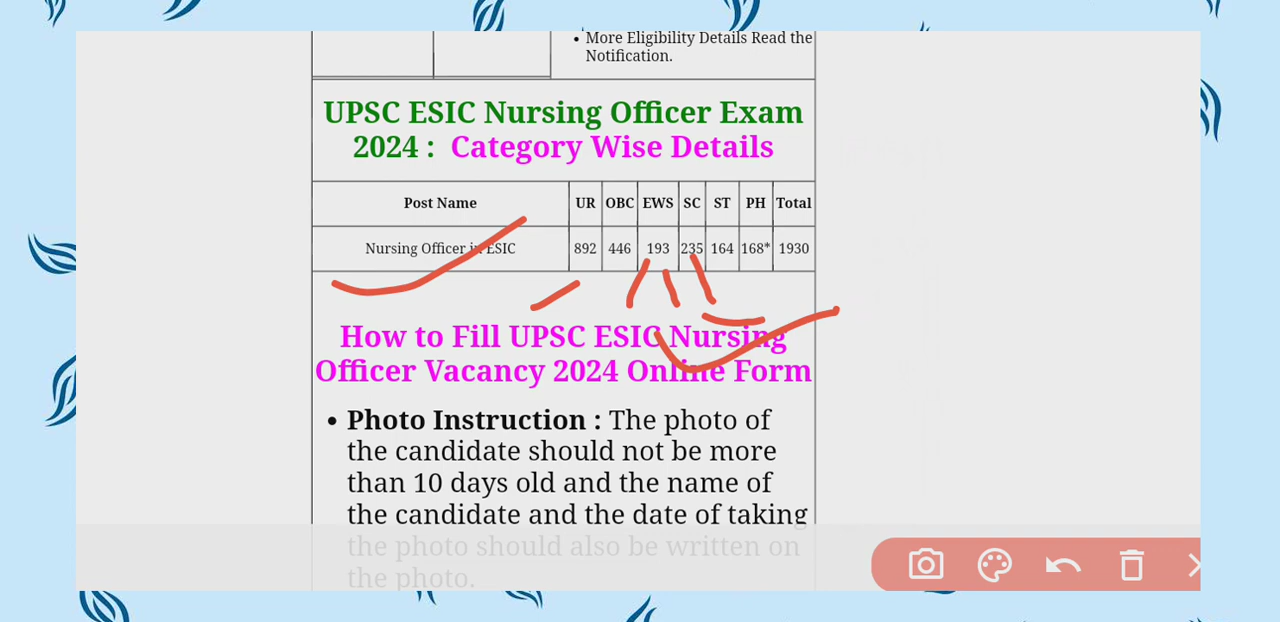 • More Eligibility Details Read the
Notification.
UPSC ESIC Nursing Officer Exam
2024 : Category Wise Details
Post Name UR OBC EWS SC ST PH Total
Nursing Officer in ESIC 892 446 193 235 164 168* 1930
How to Fill UPSC ESIC Nursing
Officer Vacancy 2024 Online Form
• Photo Instruction : The photo of
the candidate should not be more
than 10 days old and the name of
the candidate and the date of taking
the photo should also be written on
the photo.